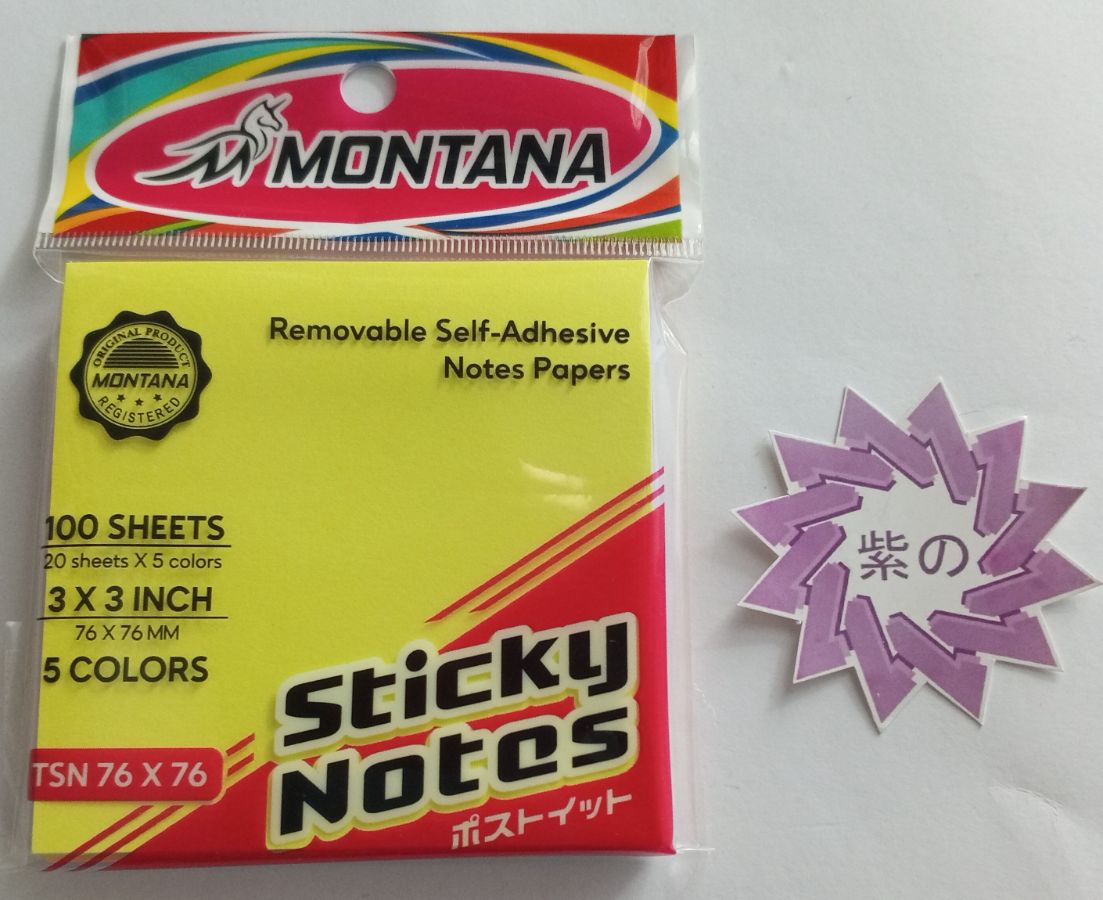 MONTANA
Removable Self-Adhesive
Notes Papers
ORIGINAL PRODUCT
MONTANA
REGISTERED
100 SHEETS
20 sheets X 5 colors
3 X 3 INCH
76 X 76 MM
5 COLORS
TSN 76 X 76
Sticky
Notes
ポストイット
紫の